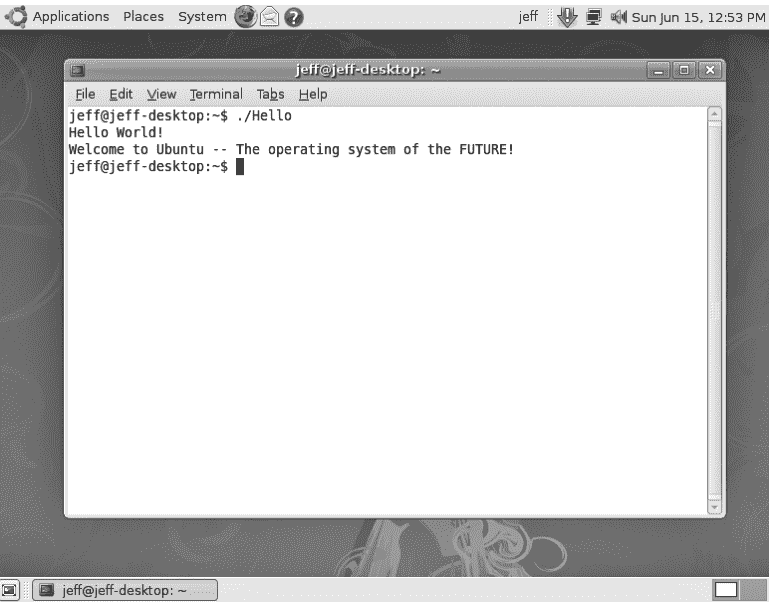 Applications Places System jeff Sun Jun 15, 12:53 PM
jeff@jeff-desktop: ~
File Edit View Terminal Tabs Help
jeff@jeff-desktop:~$ ./Hello
Hello World!
Welcome to Ubuntu -- The operating system of the FUTURE!
jeff@jeff-desktop:~$
jeff@jeff-desktop: ~